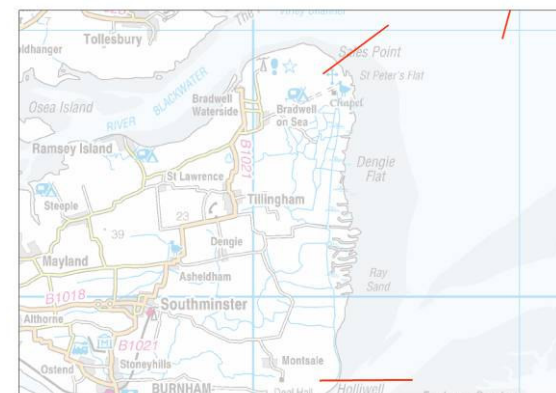 Tollesbury
Sales Point
St Peter's Flat
Chapel
Osea Island
RIVER BLACKWATER
Bradwell
Waterside
Bradwell
on Sea
Ramsey Island
B1021
Dengie
Flat
St Lawrence
Steeple
Tillingham
23
39
Dengie
Mayland
Asheldham
Ray
Sand
B1018
Southminster
Althorne
B1021
Stoneyhills
Ostend
Montsale
BURNHAM-
Holliwell